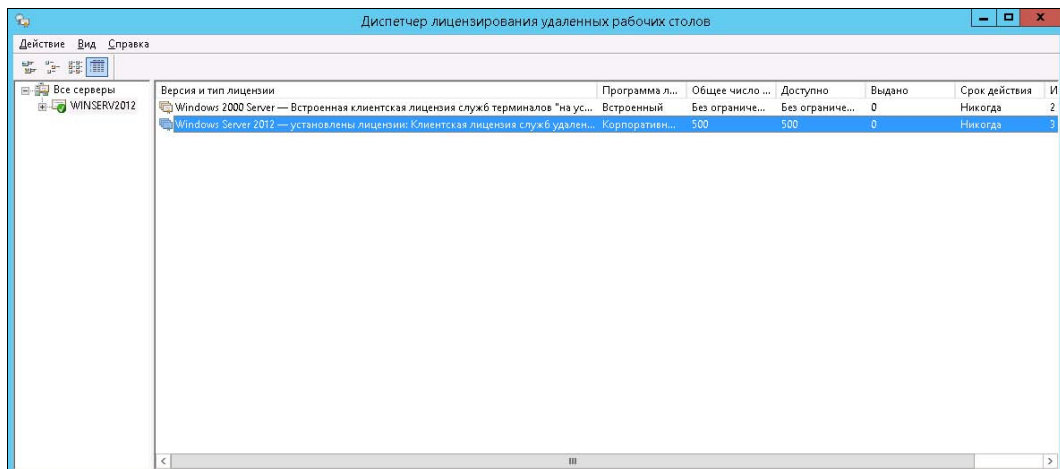 Диспетчер лицензирования удаленных рабочих столов
Действие Вид Справка
Все серверы
WINSERV2012
Версия и тип лицензии Программа л... Общее число ... Доступно Выдано Срок действия И
Windows 2000 Server — Встроенная клиентская лицензия служб терминалов "на ус... Встроенный Без ограниче... Без ограниче... 0 Никогда 2
Windows Server 2012 — установлены лицензии: Клиентская лицензия служб удален... Корпоративн... 500 500 0 Никогда 3